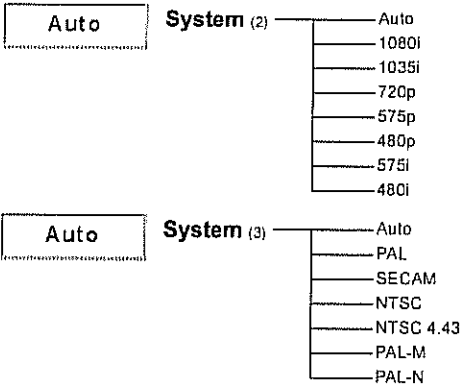 Auto System (2) Auto
1080i
1035i
720p
575p
480p
575i
480i
Auto System (3) Auto
PAL
SECAM
NTSC
NTSC 4.43
PAL-M
PAL-N